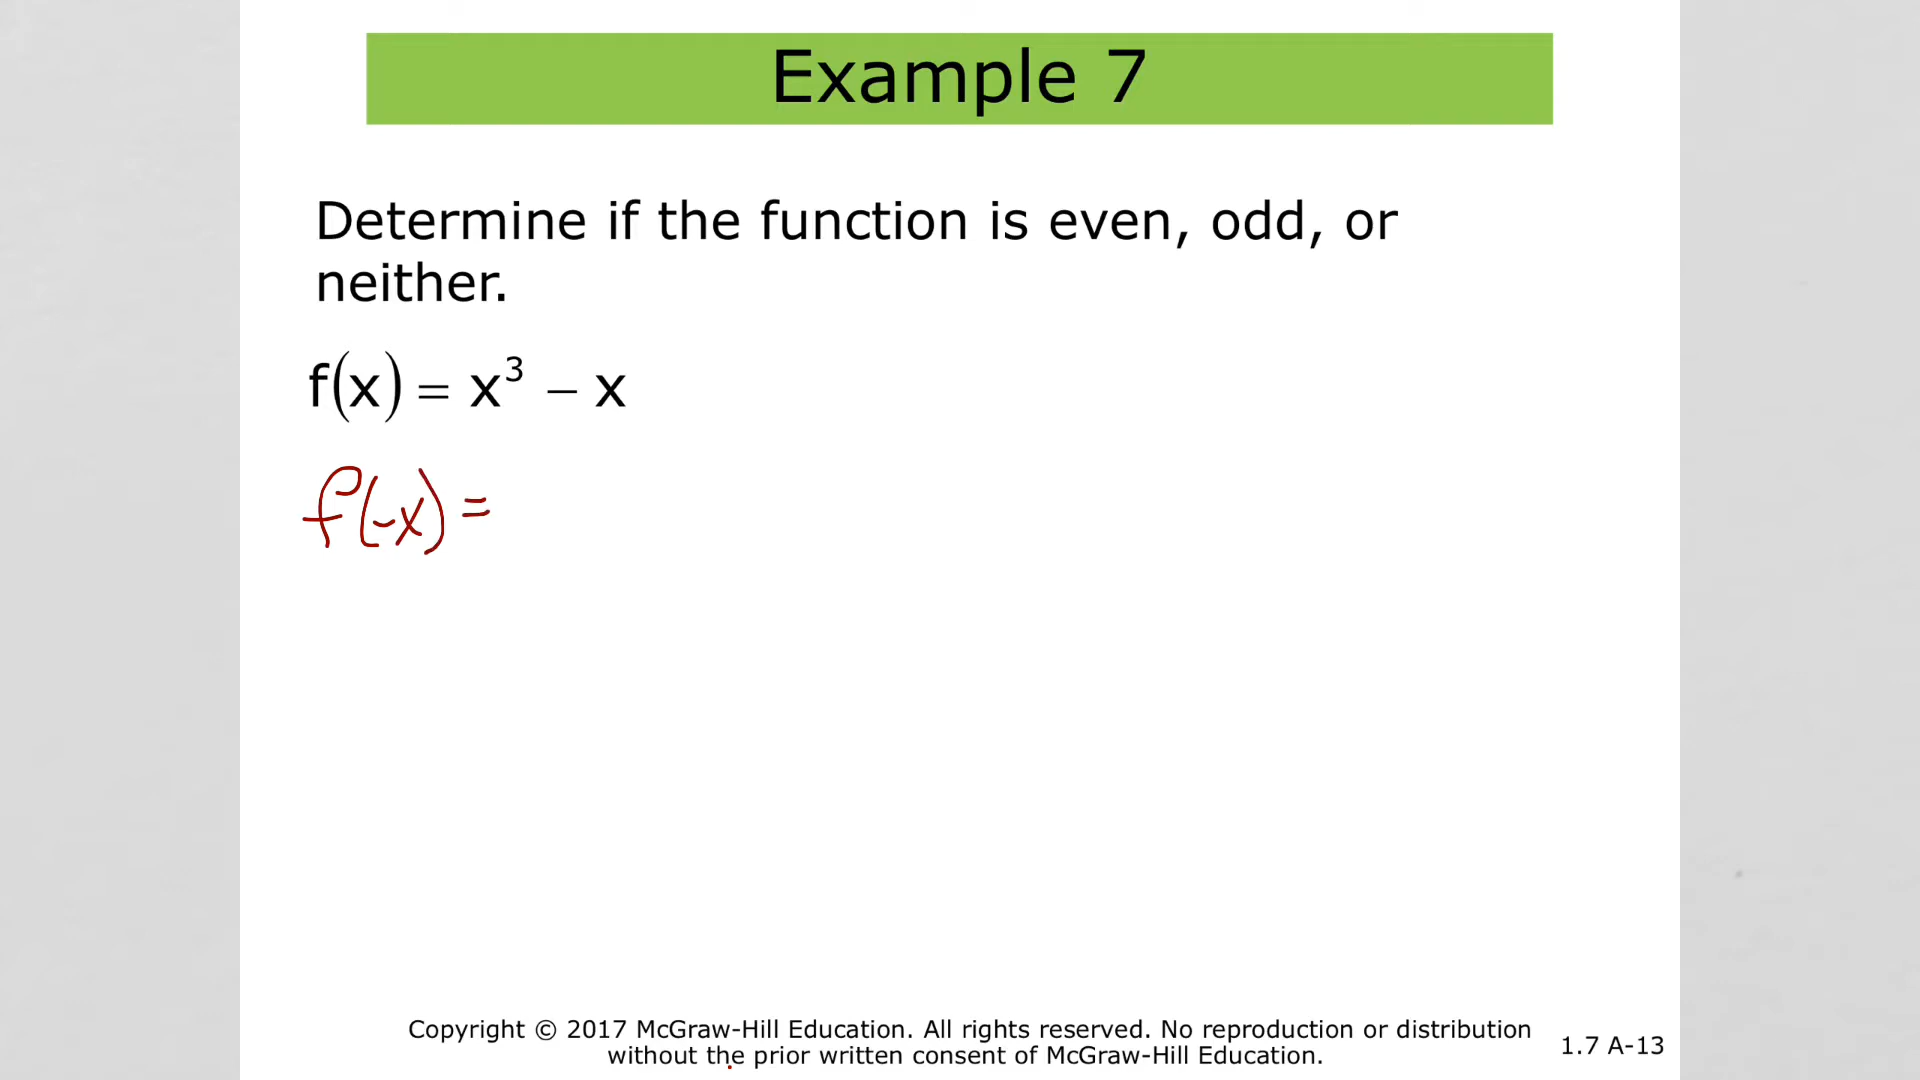 Example 7
Determine if the function is even, odd, or
neither.
f(x) = x³ – x
f(-x) =
Copyright © 2017 McGraw-Hill Education. All rights reserved. No reproduction or distribution
without the prior written consent of McGraw-Hill Education.
1.7 A-13